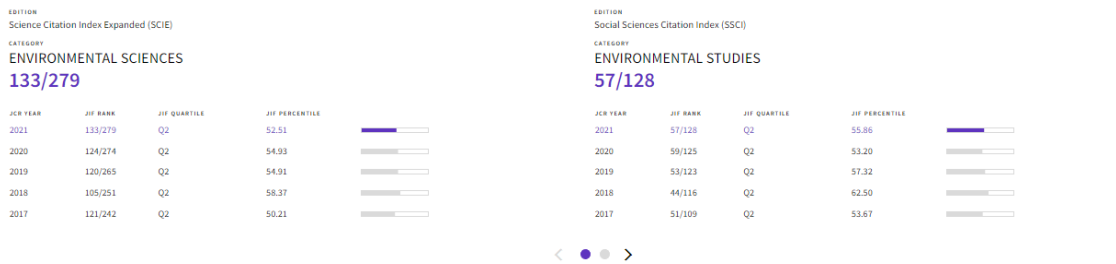 EDITION
Science Citation Index Expanded (SCIE)
CATEGORY
ENVIRONMENTAL SCIENCES
133/279
JCR YEAR JIF RANK JIF QUARTILE JIF PERCENTILE
2021 133/279 Q2 52.51
2020 124/274 Q2 54.93
2019 120/265 Q2 54.91
2018 105/251 Q2 58.37
2017 121/242 Q2 50.21
EDITION
Social Sciences Citation Index (SSCI)
CATEGORY
ENVIRONMENTAL STUDIES
57/128
JCR YEAR JIF RANK JIF QUARTILE JIF PERCENTILE
2021 57/128 Q2 55.86
2020 59/125 Q2 53.20
2019 53/123 Q2 57.32
2018 44/116 Q2 62.50
2017 51/109 Q2 53.67